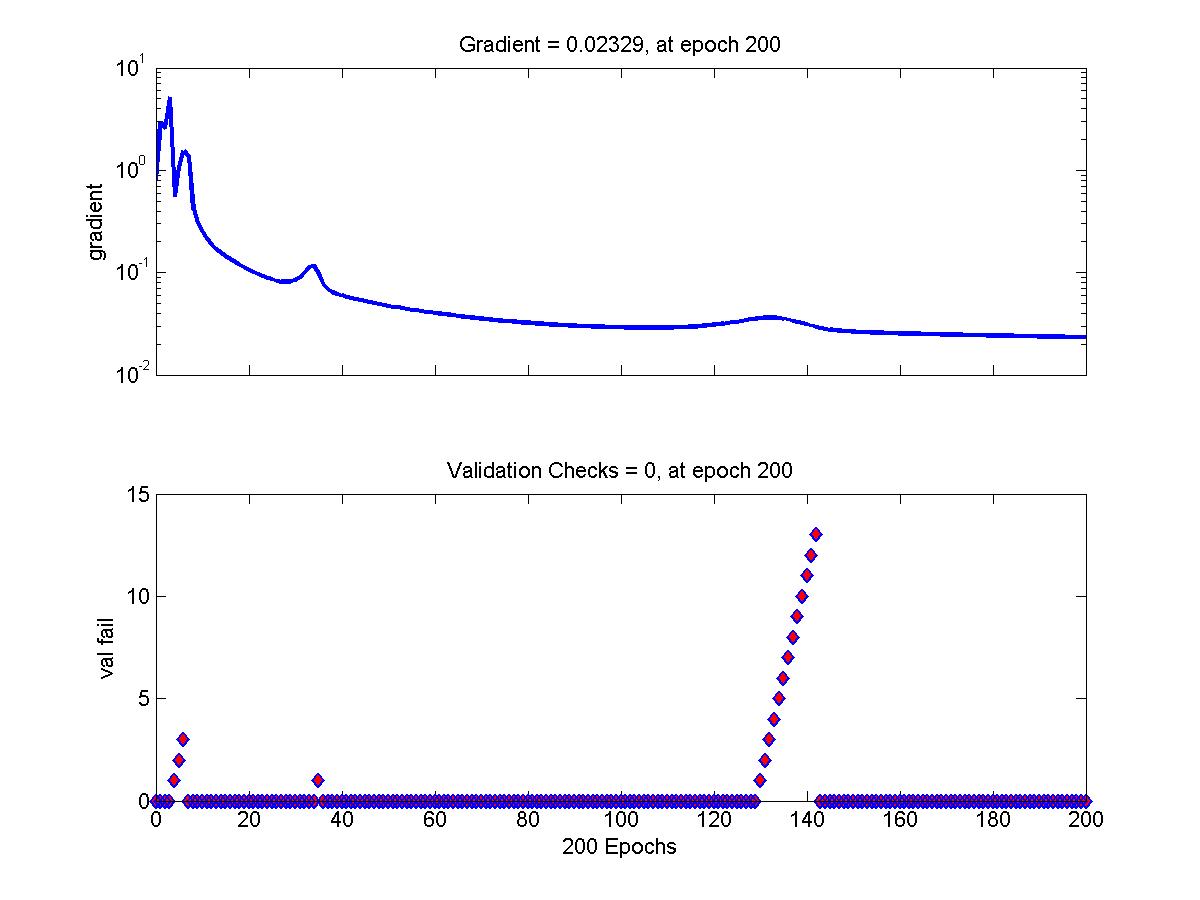 Gradient = 0.02329, at epoch 200
10^1
10^0
10^-1
10^-2
gradient
Validation Checks = 0, at epoch 200
15
10
5
0
val fail
0 20 40 60 80 100 120 140 160 180 200
200 Epochs